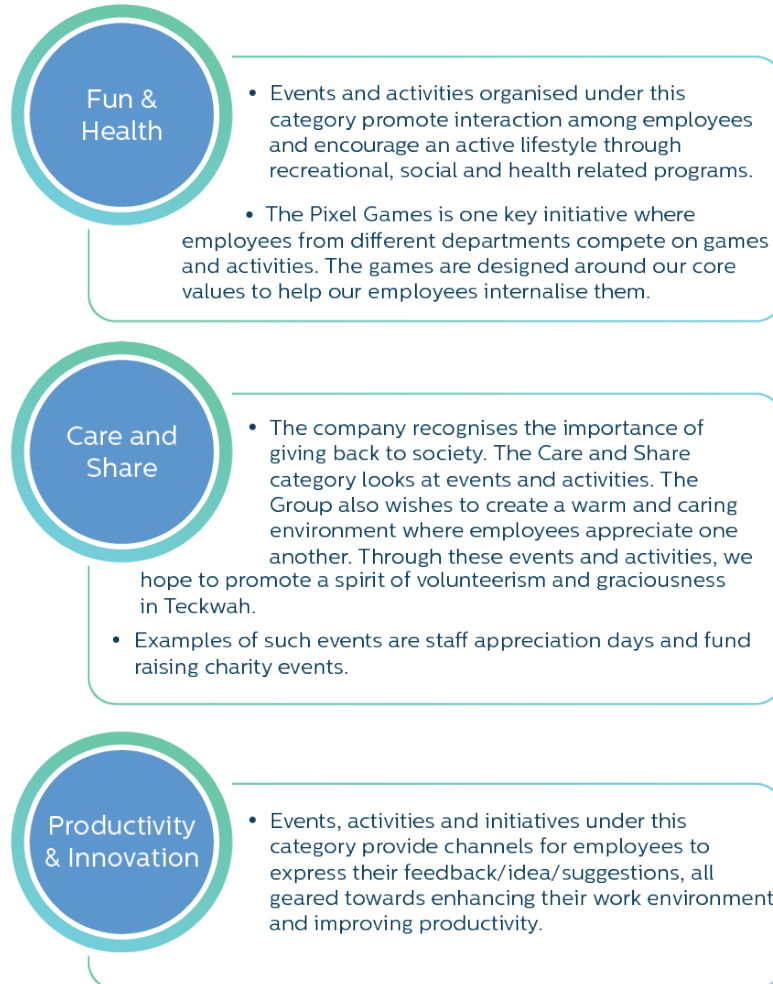 Fun &
Health
• Events and activities organised under this
category promote interaction among employees
and encourage an active lifestyle through
recreational, social and health related programs.
• The Pixel Games is one key initiative where
employees from different departments compete on games
and activities. The games are designed around our core
values to help our employees internalise them.
Care and
Share
• The company recognises the importance of
giving back to society. The Care and Share
category looks at events and activities. The
Group also wishes to create a warm and caring
environment where employees appreciate one
another. Through these events and activities, we
hope to promote a spirit of volunteerism and graciousness
in Teckwah.
• Examples of such events are staff appreciation days and fund
raising charity events.
Productivity
& Innovation
• Events, activities and initiatives under this
category provide channels for employees to
express their feedback/idea/suggestions, all
geared towards enhancing their work environment
and improving productivity.